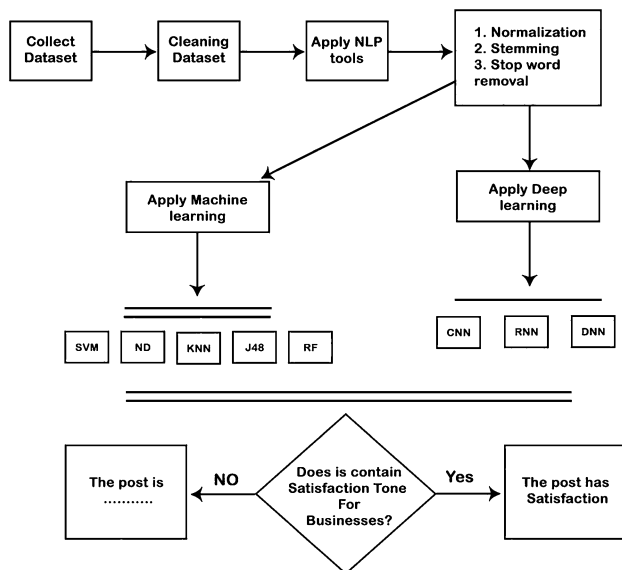 Collect
Dataset
Cleaning
Dataset
Apply NLP
tools
1. Normalization
2. Stemming
3. Stop word
removal
Apply Machine
learning
Apply Deep
learning
SVM
ND
KNN
J48
RF
CNN
RNN
DNN
The post is
...........
NO
Does is contain
Satisfaction Tone
For
Businesses?
Yes
The post has
Satisfaction